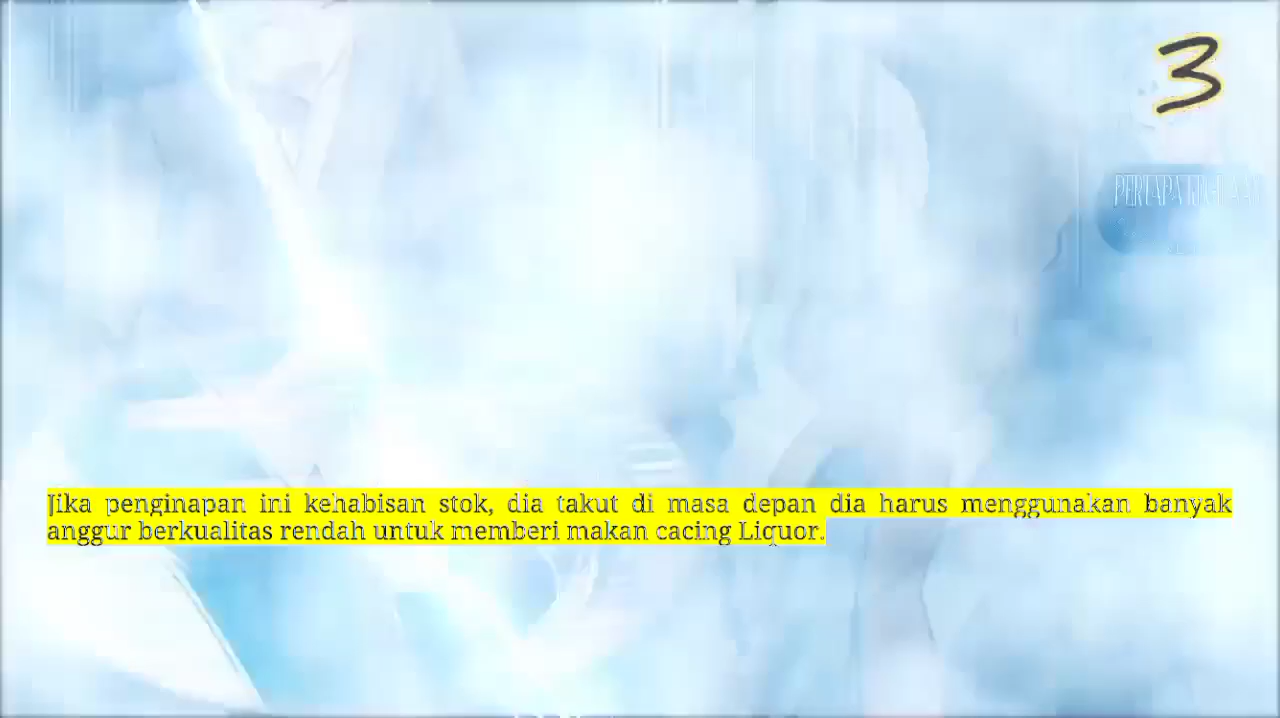 3
Jika penginapan ini kehabisan stok, dia takut di masa depan dia harus menggunakan banyak
anggur berkualitas rendah untuk memberi makan cacing Liquor.